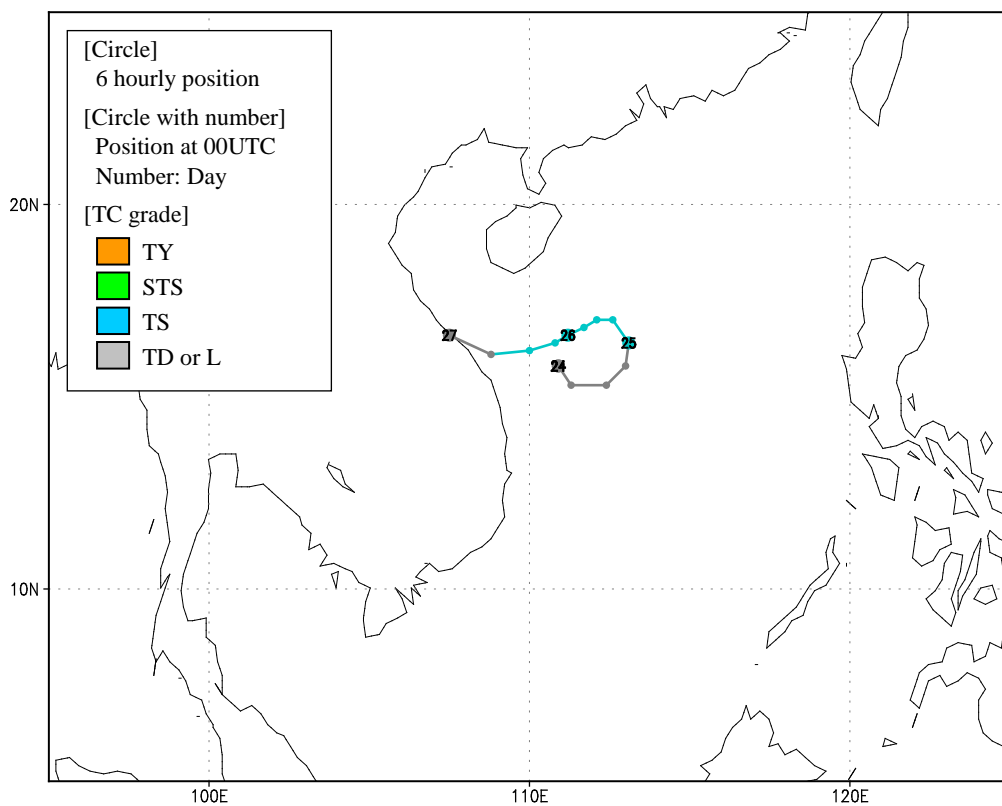 [Circle]
6 hourly position
[Circle with number]
Position at 00UTC
Number: Day
[TC grade]
TY
STS
TS
TD or L
20N
10N
27
26
25
24
100E
110E
120E